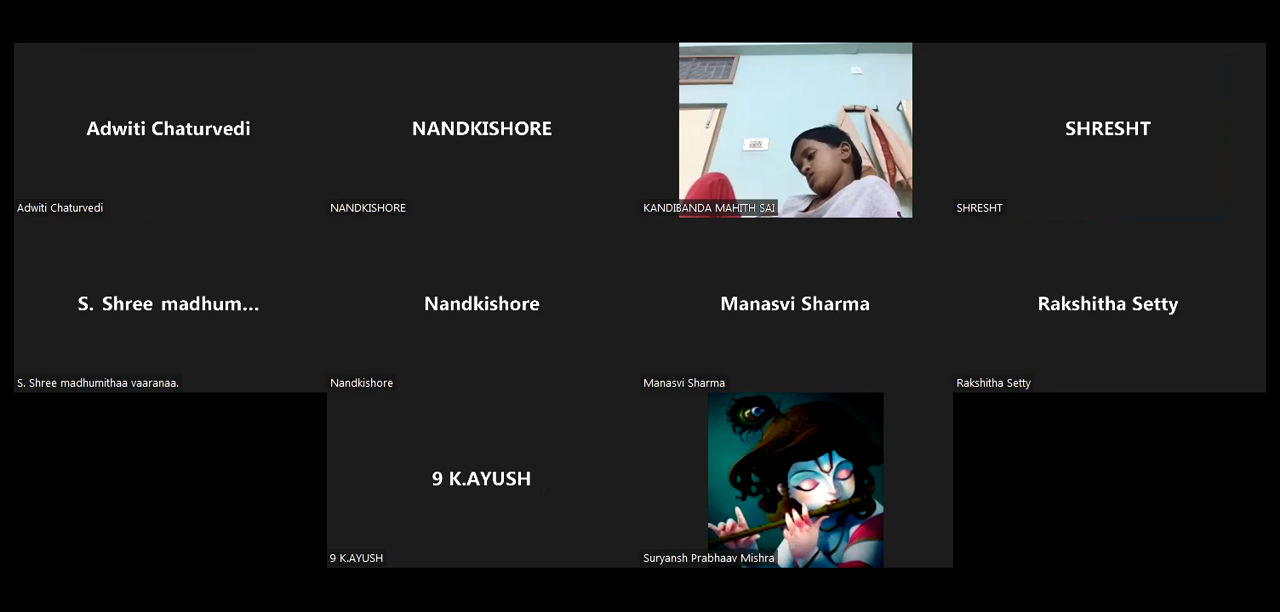 Adwiti Chaturvedi
NANDKISHORE
SHRESHT
Adwiti Chaturvedi
NANDKISHORE
KANDIBANDA MAHITH SAI
SHRESHT
S. Shree madhum...
Nandkishore
Manasvi Sharma
Rakshitha Setty
S. Shree madhumithaa vaaranaa.
Nandkishore
Manasvi Sharma
Rakshitha Setty
9 K.AYUSH
9 K.AYUSH
Suryansh Prabhaav Mishra